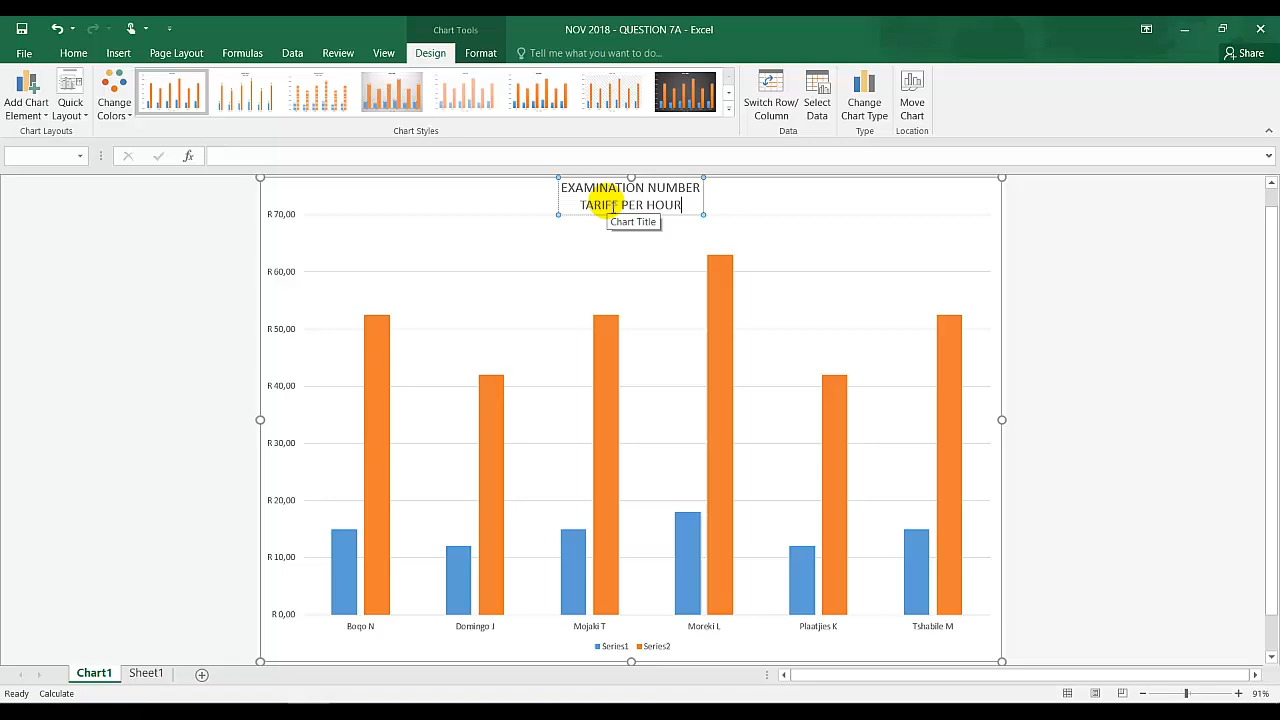 Chart Tools
NOV 2018 - QUESTION 7A - Excel
File Home Insert Page Layout Formulas Data Review View Design Format Tell me what you want to do... Share
Add Chart Element
Quick Layout
Change Colors
Switch Row/ Column
Select Data
Change Chart Type
Move Chart
Chart Layouts
Chart Styles
Data
Type
Location
fx
EXAMINATION NUMBER
TARIFF PER HOUR
Chart Title
R 70,00
R 60,00
R 50,00
R 40,00
R 30,00
R 20,00
R 10,00
R 0,00
Boqo N Domingo J Mojaki T Moreki L Plaatjies K Tshabile M
Series1 Series2
Chart1 Sheet1
Ready Calculate
91%